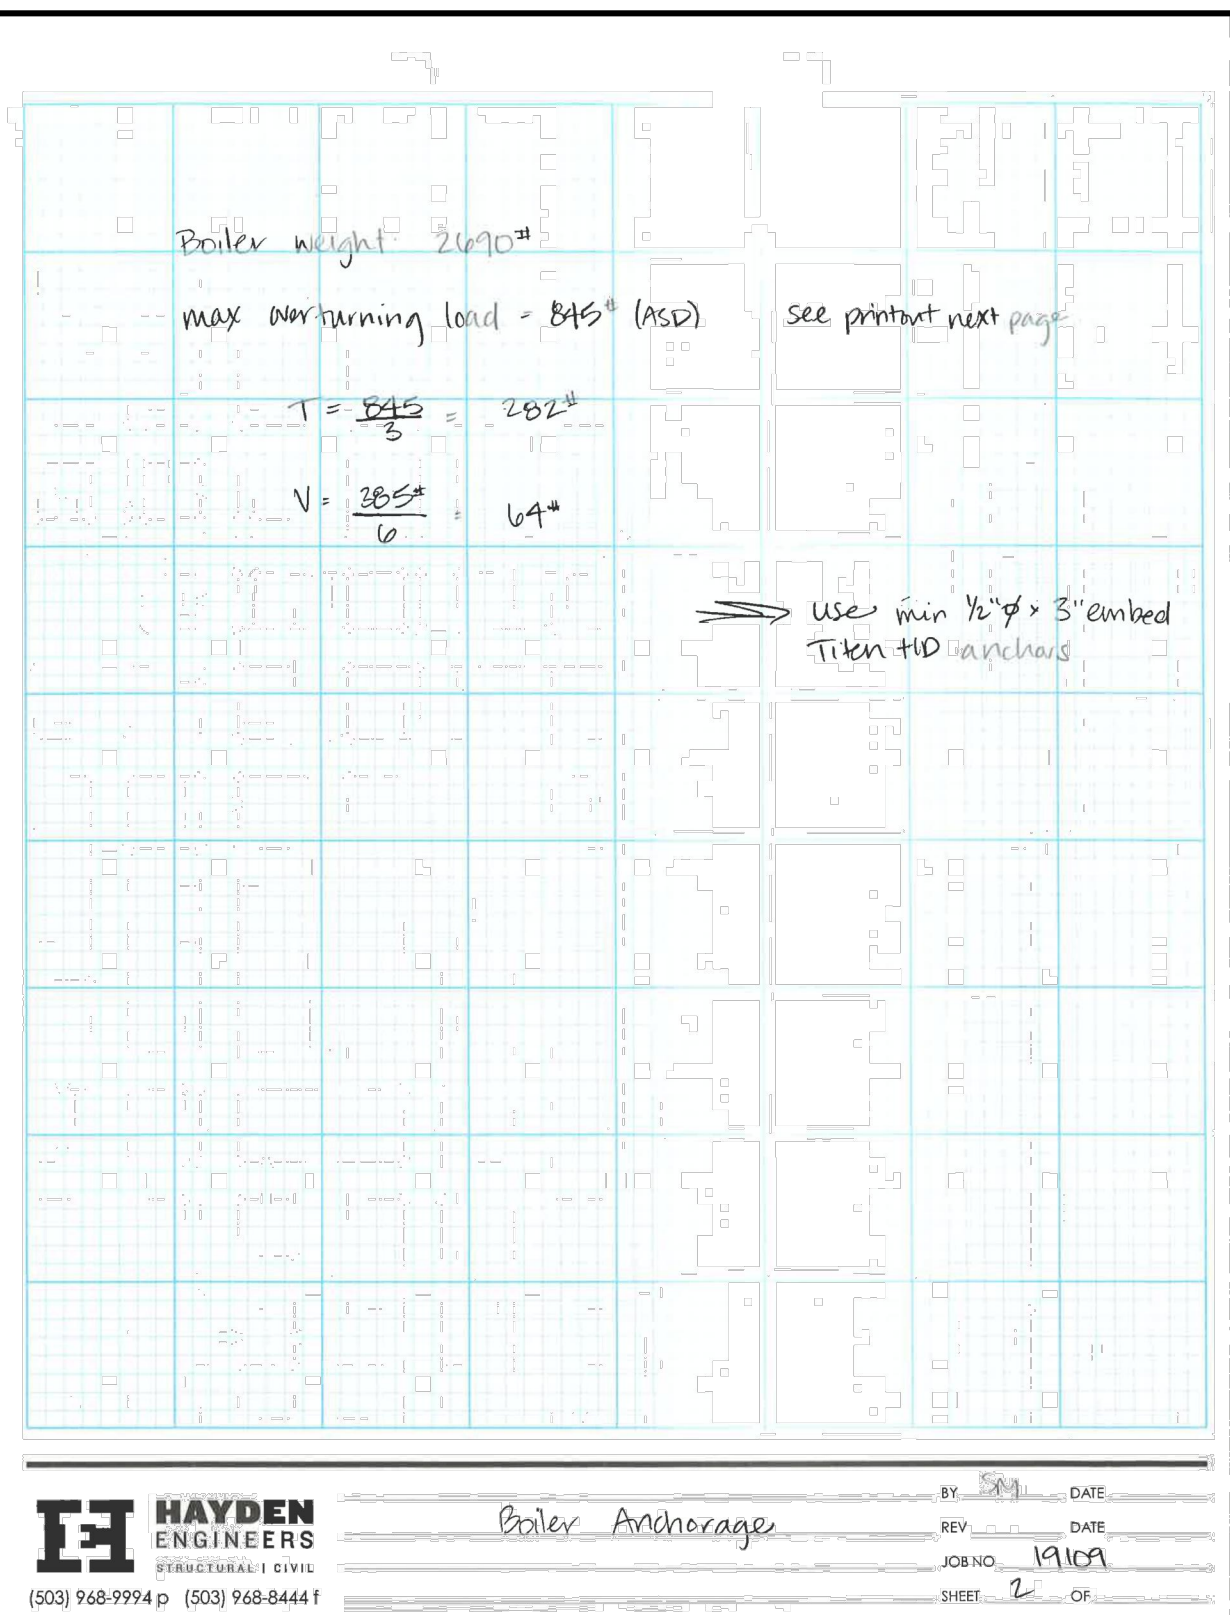 Boiler weight: 2690#
max overturning load = 845# (ASD) see printout next page
T = 845/3 = 282#
V = 385#/6 = 64#
⇒ use min 1/2"ø x 3" embed
Titen HD anchors
HAYDEN
ENGINEERS
STRUCTURAL | CIVIL
(503) 968-9994 p (503) 968-8444 f
Boiler Anchorage
BY SM DATE
REV DATE
JOB NO 19109
SHEET 2 OF